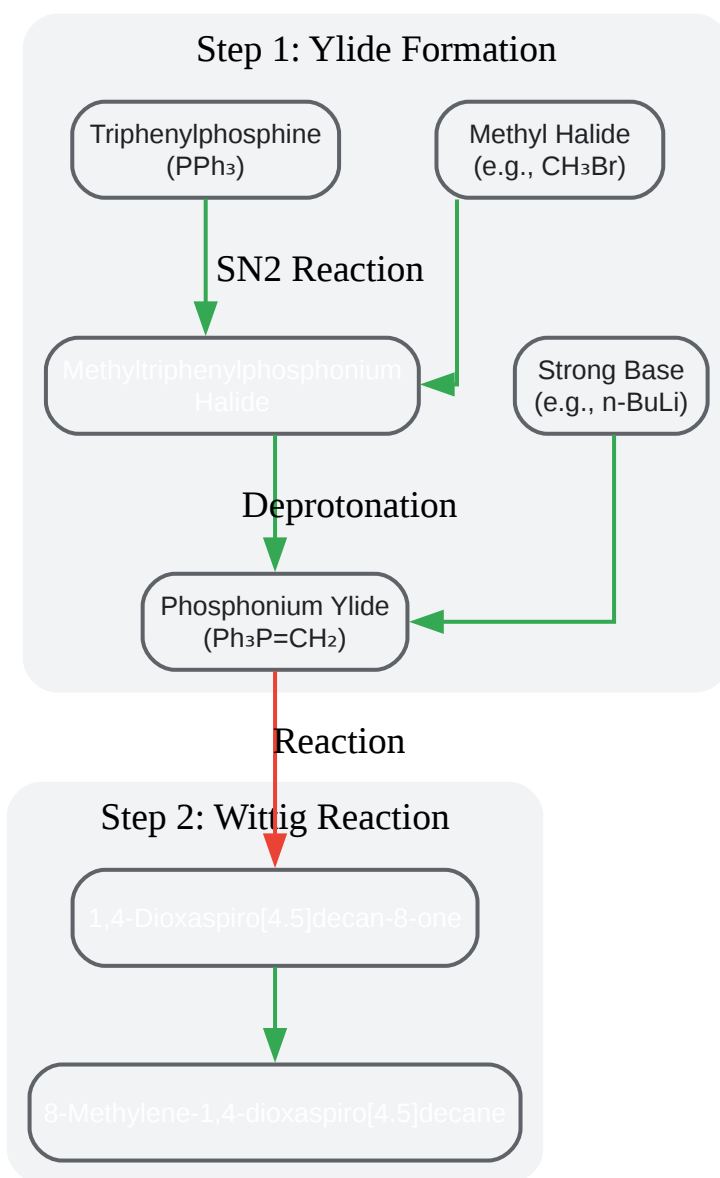 Step 1: Ylide Formation
Triphenylphosphine
(PPh₃)
Methyl Halide
(e.g., CH₃Br)
SN2 Reaction
Methyltriphenylphosphonium
Halide
Strong Base
(e.g., n-BuLi)
Deprotonation
Phosphonium Ylide
(Ph₃P=CH₂)
Reaction
Step 2: Wittig Reaction
1,4-Dioxaspiro[4.5]decan-8-one
8-Methylene-1,4-dioxaspiro[4.5]decane